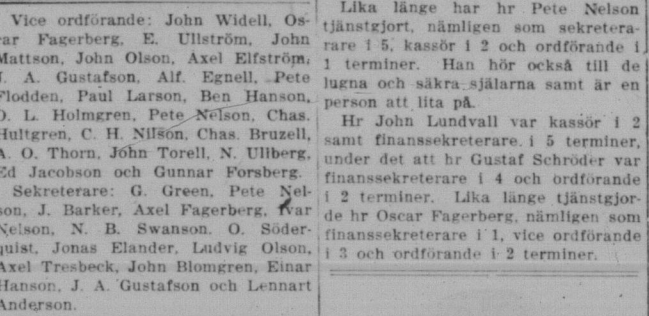 Vice ordförande: John Widell, Os-
car Fagerberg, E. Ullström, John
Mattson, John Olson, Axel Elfström,
J. A. Gustafson, Alf. Egnell, Pete
Flodden, Paul Larson, Ben Hanson,
O. L. Holmgren, Pete Nelson, Chas.
Hultgren, C. H. Nilson, Chas. Bruzell,
A. O. Thorn, John Torell, N. Ullberg,
Ed Jacobson och Gunnar Forsberg.
Sekreterare: G. Green, Pete Nel-
son, J. Barker, Axel Fagerberg, Ivar
Nelson, N. B. Swanson, O. Söder-
quist, Jonas Elander, Ludvig Olson,
Axel Tresbeck, John Blomgren, Einar
Hanson, J. A. Gustafson och Lennart
Anderson.
Lika länge har hr Pete Nelson
tjänstgjort, nämligen som sekretera-
rare i 5, kassör i 2 och ordförande i
1 terminer. Han hör också till de
lugna och säkra själarna samt är en
person att lita på.
Hr John Lundvall var kassör i 2
samt finanssekreterare i 5 terminer,
under det att hr Gustaf Schröder var
finanssekreterare i 4 och ordförande
i 2 terminer. Lika länge tjänstgjor-
de hr Oscar Fagerberg, nämligen som
finanssekreterare i 1, vice ordförande
i 3 och ordförande i 2 terminer.